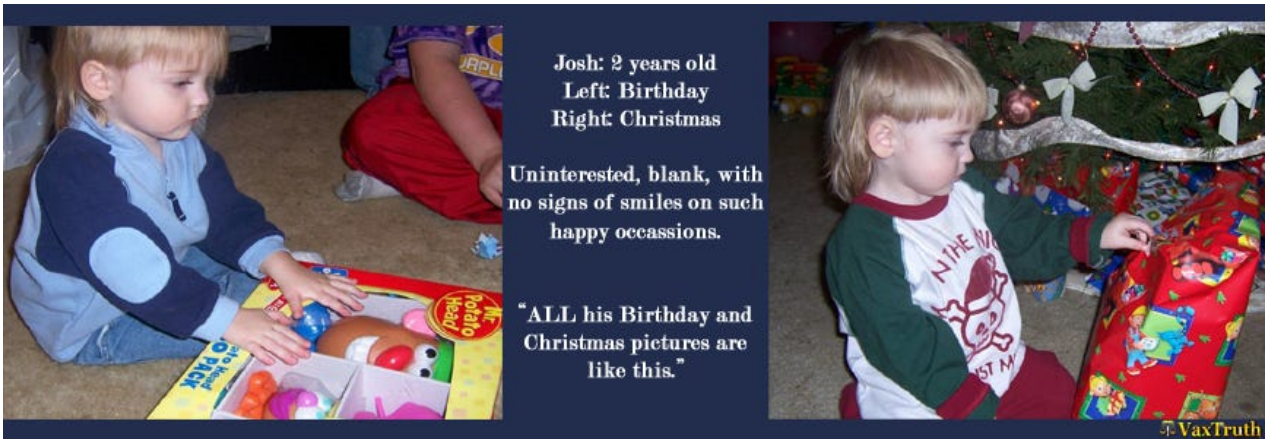 Josh: 2 years old
Left: Birthday
Right: Christmas
Uninterested, blank, with
no signs of smiles on such
happy occassions.
“ALL his Birthday and
Christmas pictures are
like this.”
Mr.
Potato
Head
PACK
VaxTruth